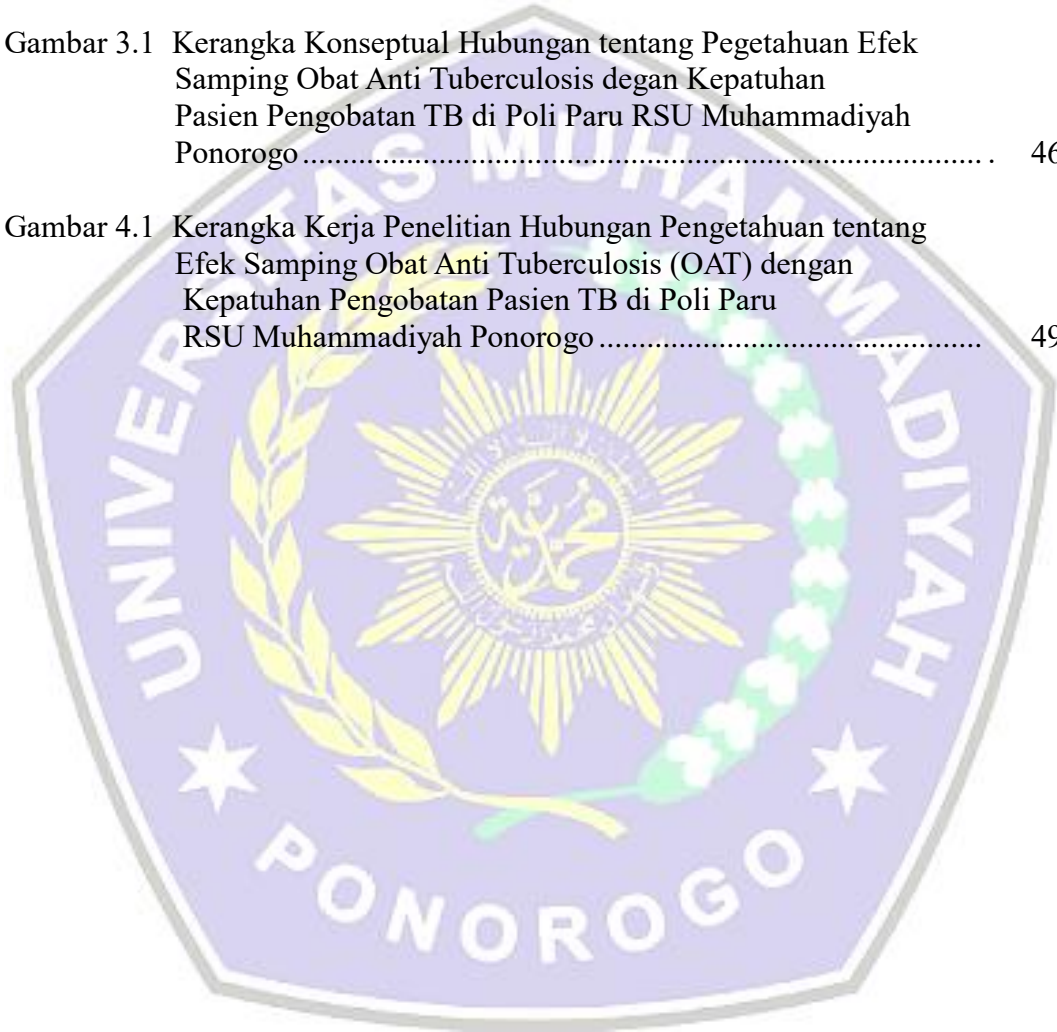 Gambar 3.1 Kerangka Konseptual Hubungan tentang Pegetahuan Efek
Samping Obat Anti Tuberculosis degan Kepatuhan
Pasien Pengobatan TB di Poli Paru RSU Muhammadiyah
Ponorogo.......................................................................... . 46
Gambar 4.1 Kerangka Kerja Penelitian Hubungan Pengetahuan tentang
Efek Samping Obat Anti Tuberculosis (OAT) dengan
Kepatuhan Pengobatan Pasien TB di Poli Paru
RSU Muhammadiyah Ponorogo......................................... 49
UNIVERSITAS MUHAMMADIYAH
PONOROGO